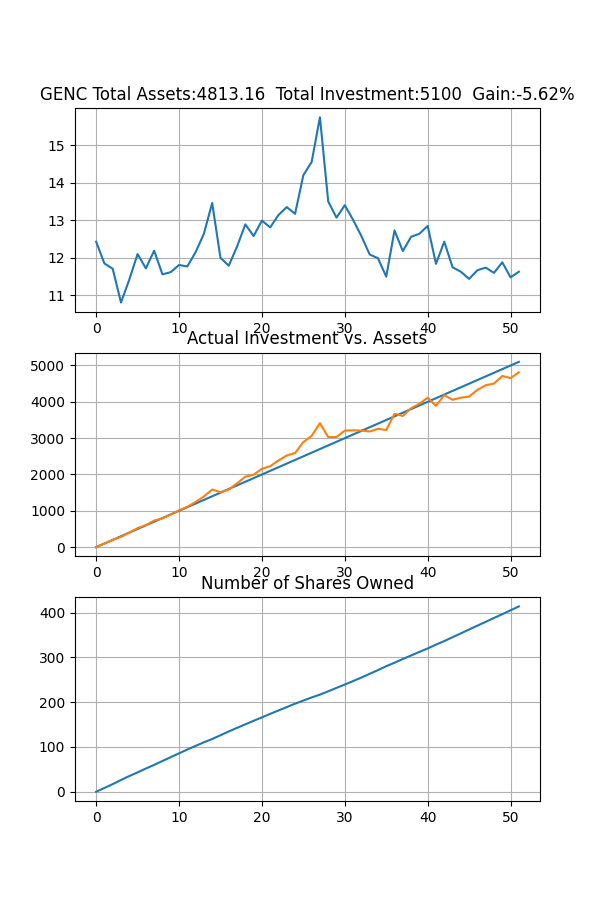 GENC Total Assets:4813.16  Total Investment:5100  Gain:-5.62%
15
14
13
12
11
0 10 20 30 40 50
Actual Investment vs. Assets
5000
4000
3000
2000
1000
0
0 10 20 30 40 50
Number of Shares Owned
400
300
200
100
0
0 10 20 30 40 50